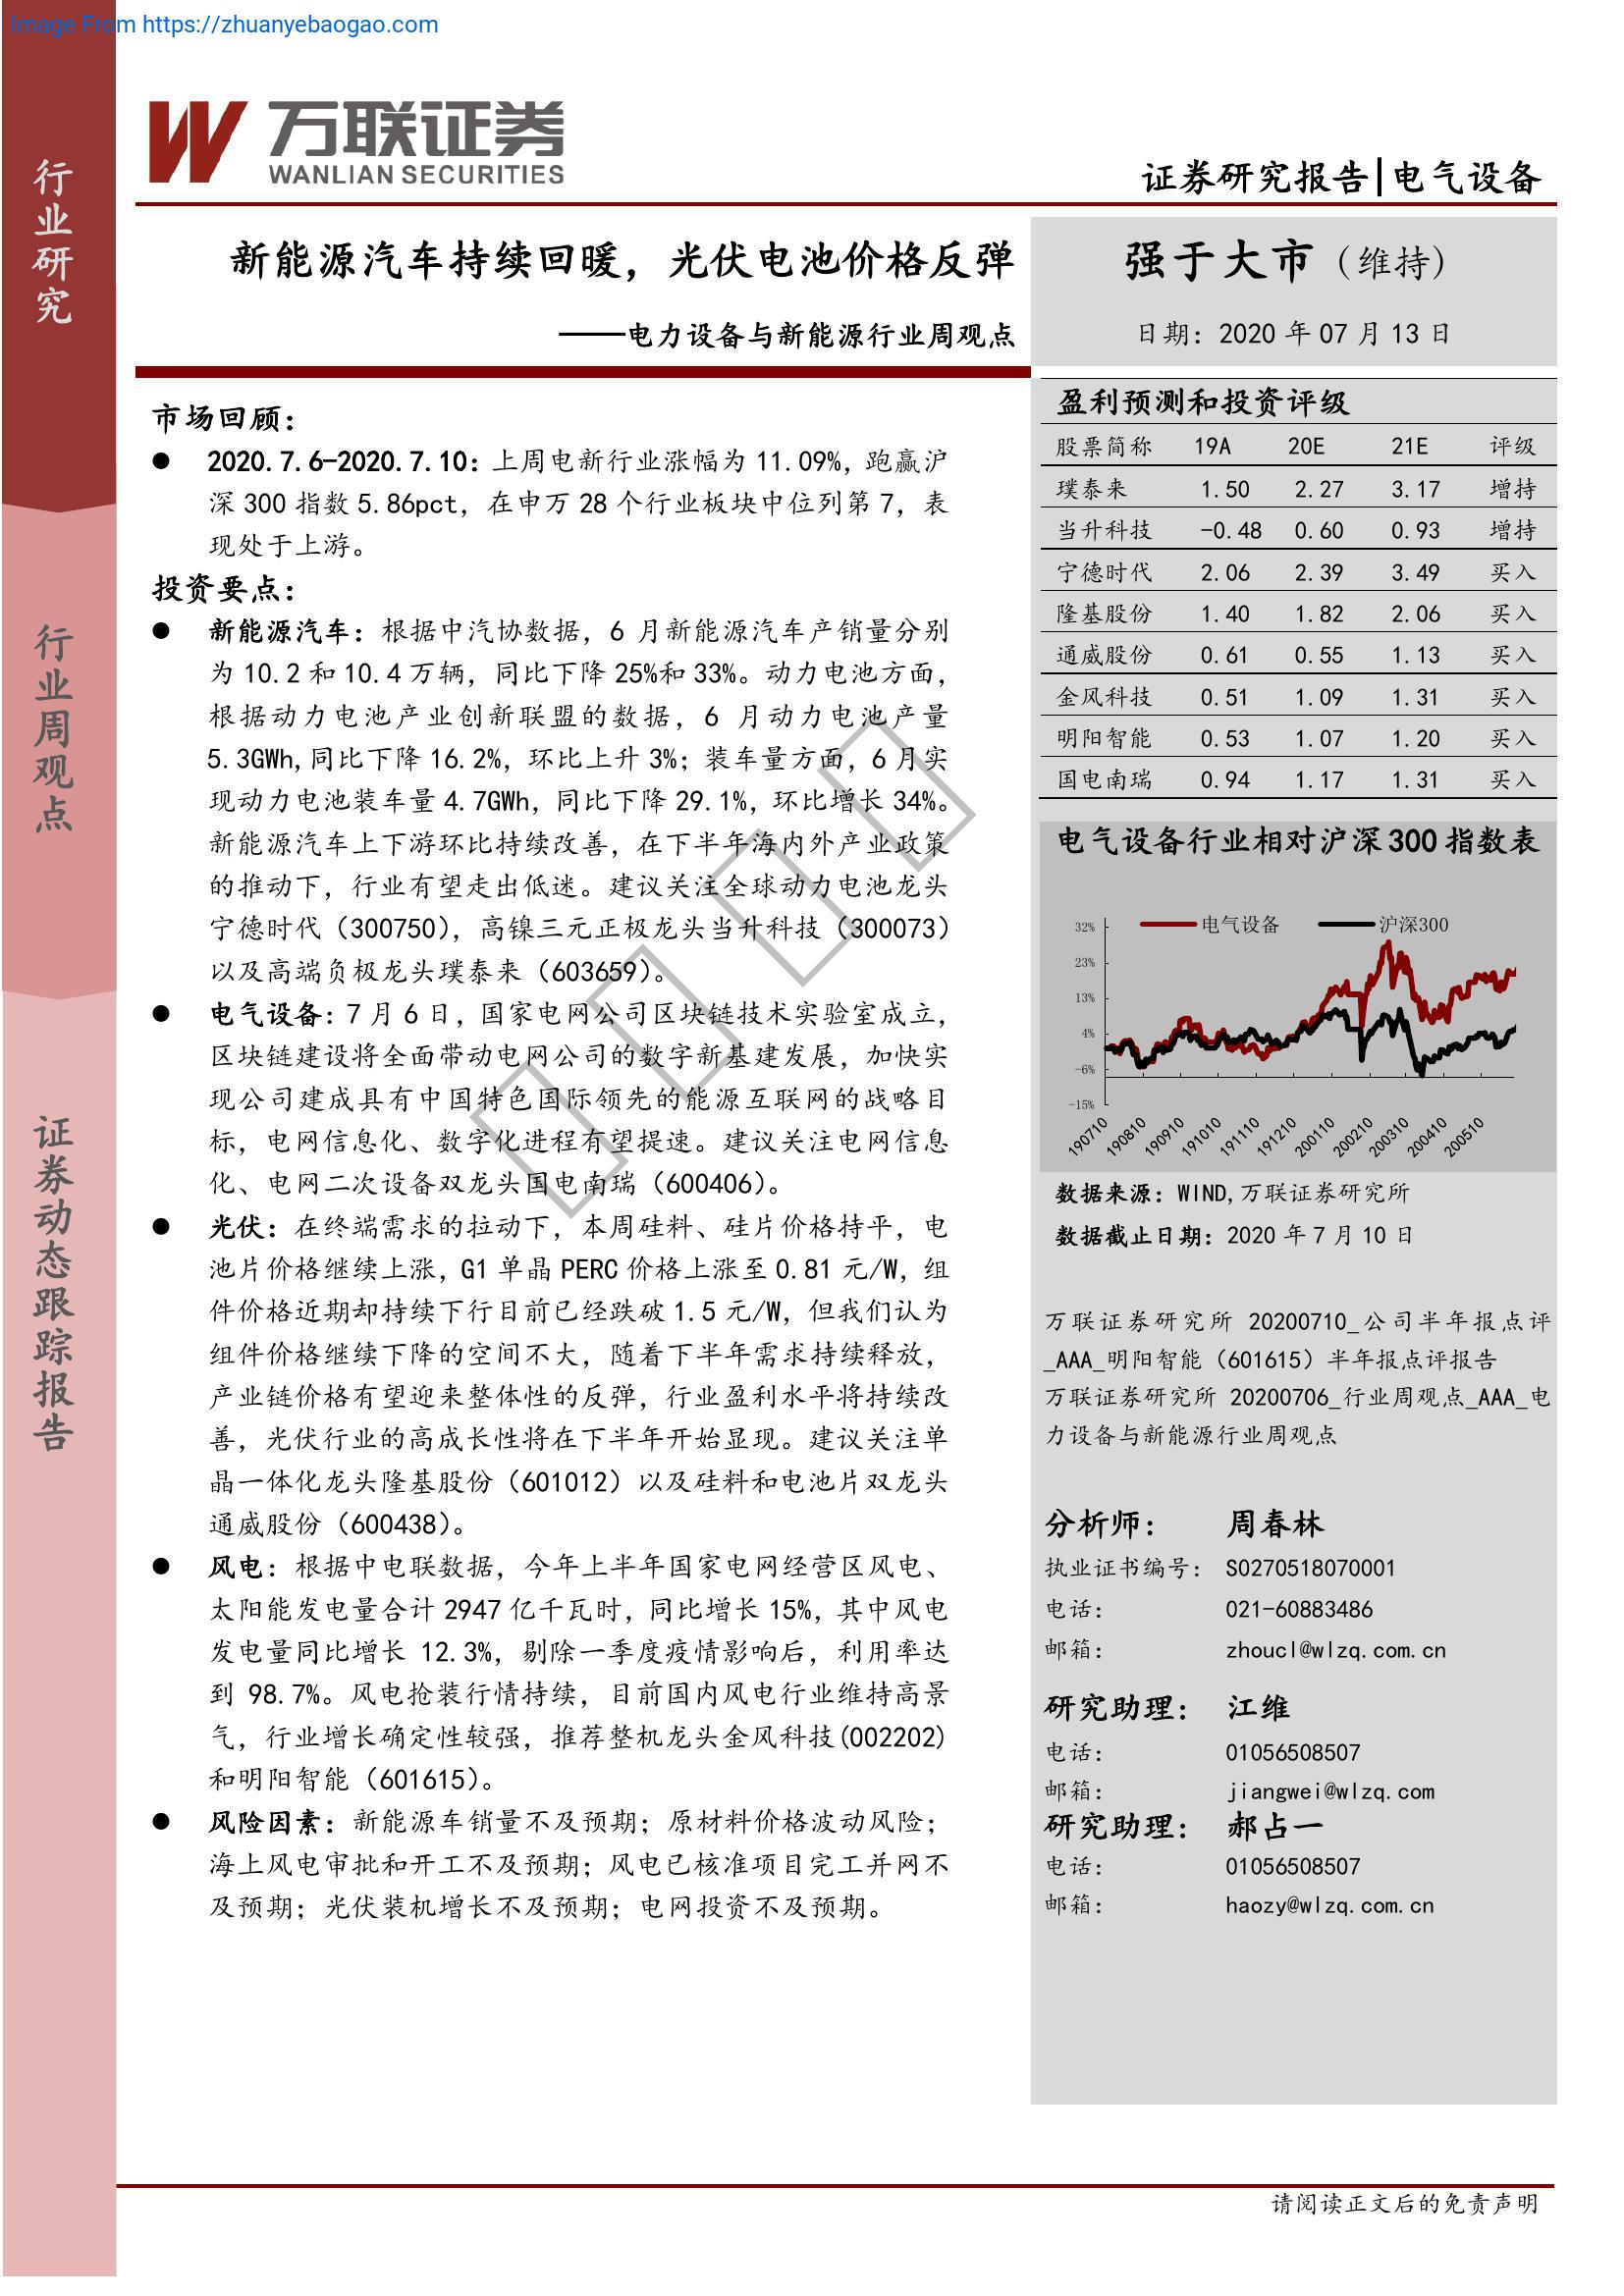 Image From https://zhuanyebaogao.com
万联证券
WANLIAN SECURITIES
证券研究报告|电气设备
行业研究
行业周观点
证券动态跟踪报告
新能源汽车持续回暖，光伏电池价格反弹
——电力设备与新能源行业周观点
强于大市（维持）
日期：2020 年 07 月 13 日
市场回顾：
● 2020.7.6-2020.7.10：上周电新行业涨幅为 11.09%，跑赢沪
深 300 指数 5.86pct，在申万 28 个行业板块中位列第 7，表
现处于上游。
投资要点：
● 新能源汽车：根据中汽协数据，6 月新能源汽车产销量分别
为 10.2 和 10.4 万辆，同比下降 25%和 33%。动力电池方面，
根据动力电池产业创新联盟的数据，6 月动力电池产量
5.3GWh,同比下降 16.2%，环比上升 3%；装车量方面，6 月实
现动力电池装车量 4.7GWh，同比下降 29.1%，环比增长 34%。
新能源汽车上下游环比持续改善，在下半年海内外产业政策
的推动下，行业有望走出低迷。建议关注全球动力电池龙头
宁德时代（300750），高镍三元正极龙头当升科技（300073）
以及高端负极龙头璞泰来（603659）。
● 电气设备：7 月 6 日，国家电网公司区块链技术实验室成立，
区块链建设将全面带动电网公司的数字新基建发展，加快实
现公司建成具有中国特色国际领先的能源互联网的战略目
标，电网信息化、数字化进程有望提速。建议关注电网信息
化、电网二次设备双龙头国电南瑞（600406）。
● 光伏：在终端需求的拉动下，本周硅料、硅片价格持平，电
池片价格继续上涨，G1 单晶 PERC 价格上涨至 0.81 元/W，组
件价格近期却持续下行目前已经跌破 1.5 元/W，但我们认为
组件价格继续下降的空间不大，随着下半年需求持续释放，
产业链价格有望迎来整体性的反弹，行业盈利水平将持续改
善，光伏行业的高成长性将在下半年开始显现。建议关注单
晶一体化龙头隆基股份（601012）以及硅料和电池片双龙头
通威股份（600438）。
● 风电：根据中电联数据，今年上半年国家电网经营区风电、
太阳能发电量合计 2947 亿千瓦时，同比增长 15%，其中风电
发电量同比增长 12.3%，剔除一季度疫情影响后，利用率达
到 98.7%。风电抢装行情持续，目前国内风电行业维持高景
气，行业增长确定性较强，推荐整机龙头金风科技(002202)
和明阳智能（601615）。
● 风险因素：新能源车销量不及预期；原材料价格波动风险；
海上风电审批和开工不及预期；风电已核准项目完工并网不
及预期；光伏装机增长不及预期；电网投资不及预期。
盈利预测和投资评级
股票简称 19A 20E 21E 评级
璞泰来 1.50 2.27 3.17 增持
当升科技 -0.48 0.60 0.93 增持
宁德时代 2.06 2.39 3.49 买入
隆基股份 1.40 1.82 2.06 买入
通威股份 0.61 0.55 1.13 买入
金风科技 0.51 1.09 1.31 买入
明阳智能 0.53 1.07 1.20 买入
国电南瑞 0.94 1.17 1.31 买入
电气设备行业相对沪深 300 指数表
电气设备 沪深300
32%
23%
13%
4%
-6%
-15%
190710 190810 190910 191010 191110 191210 200110 200210 200310 200410 200510
数据来源：WIND,万联证券研究所
数据截止日期：2020 年 7 月 10 日
万联证券研究所 20200710_公司半年报点评
_AAA_明阳智能（601615）半年报点评报告
万联证券研究所 20200706_行业周观点_AAA_电
力设备与新能源行业周观点
分析师： 周春林
执业证书编号： S0270518070001
电话： 021-60883486
邮箱： zhoucl@wlzq.com.cn
研究助理： 江维
电话： 01056508507
邮箱： jiangwei@wlzq.com
研究助理： 郝占一
电话： 01056508507
邮箱： haozy@wlzq.com.cn
请阅读正文后的免责声明